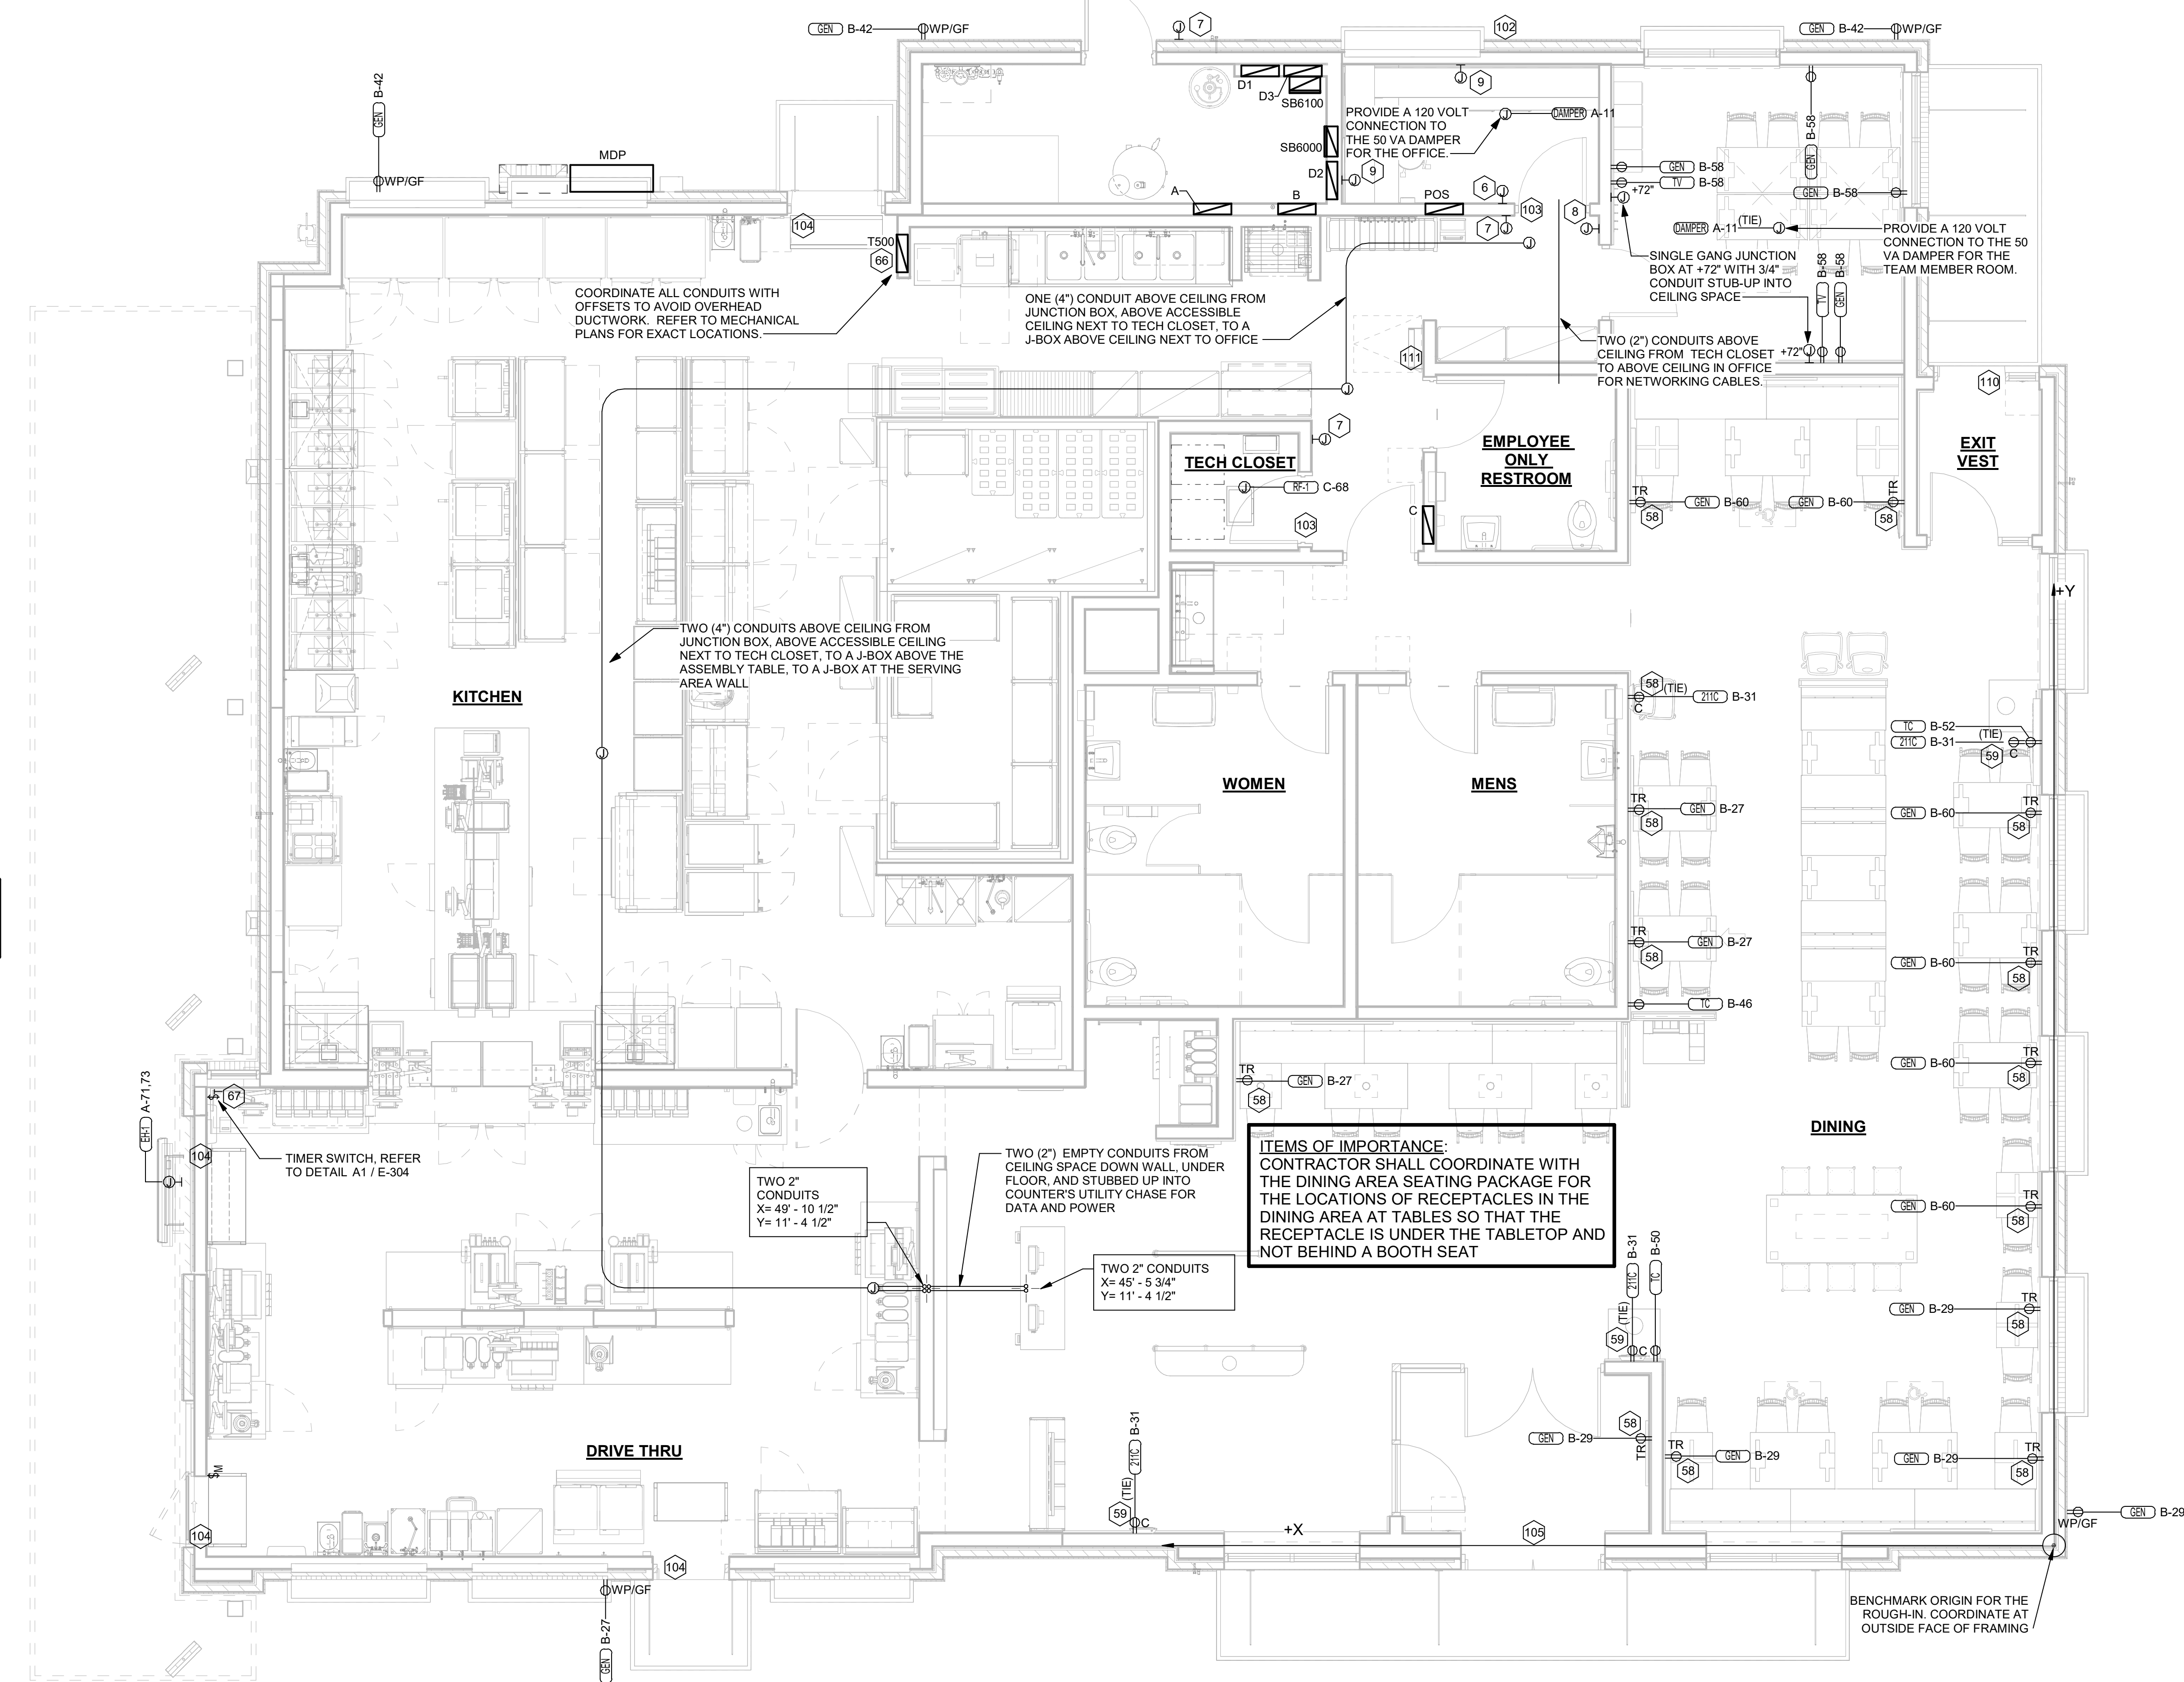 GEN B-42 WP/GF
J 7
102
GEN B-42 WP/GF
GEN B-42
WP/GF
MDP
D1
D3
SB6100
SB6000
D2
J 9
PROVIDE A 120 VOLT
CONNECTION TO
THE 50 VA DAMPER
FOR THE OFFICE.
J DAMPER A-11
J 9
A
B
POS
6 J
7 J
103
8 J
J
GEN B-58
GEN B-58
TV B-58
J +72"
GEN B-58
DAMPER A-11 (TIE) J
PROVIDE A 120 VOLT
CONNECTION TO THE 50
VA DAMPER FOR THE
TEAM MEMBER ROOM.
SINGLE GANG JUNCTION
BOX AT +72" WITH 3/4"
CONDUIT STUB-UP INTO
CEILING SPACE
TV B-58
GEN B-58
+72" J
104
T500
66
COORDINATE ALL CONDUITS WITH
OFFSETS TO AVOID OVERHEAD
DUCTWORK. REFER TO MECHANICAL
PLANS FOR EXACT LOCATIONS.
ONE (4") CONDUIT ABOVE CEILING FROM
JUNCTION BOX, ABOVE ACCESSIBLE
CEILING NEXT TO TECH CLOSET, TO A
J-BOX ABOVE CEILING NEXT TO OFFICE
TWO (2") CONDUITS ABOVE
CEILING FROM TECH CLOSET
TO ABOVE CEILING IN OFFICE
FOR NETWORKING CABLES.
111
110
J
J 7
TECH CLOSET
J RF-1 C-68
103
C
EMPLOYEE
ONLY
RESTROOM
EXIT
VEST
TR GEN B-60
58
GEN B-60 TR
58
+Y
TWO (4") CONDUITS ABOVE CEILING FROM
JUNCTION BOX, ABOVE ACCESSIBLE CEILING
NEXT TO TECH CLOSET, TO A J-BOX ABOVE THE
ASSEMBLY TABLE, TO A J-BOX AT THE SERVING
AREA WALL
KITCHEN
J
WOMEN
MENS
58 (TIE) 211C B-31
C
TC B-52
211C B-31 (TIE)
59 C
TR GEN B-27
58
GEN B-60 TR
58
TR GEN B-27
58
GEN B-60 TR
58
TC B-46
GEN B-60 TR
58
TR GEN B-27
58
DINING
ITEMS OF IMPORTANCE:
CONTRACTOR SHALL COORDINATE WITH
THE DINING AREA SEATING PACKAGE FOR
THE LOCATIONS OF RECEPTACLES IN THE
DINING AREA AT TABLES SO THAT THE
RECEPTACLE IS UNDER THE TABLETOP AND
NOT BEHIND A BOOTH SEAT
EH-1 A-71,73
J
J 67
104
TIMER SWITCH, REFER
TO DETAIL A1 / E-304
TWO 2"
CONDUITS
X= 49' - 10 1/2"
Y= 11' - 4 1/2"
TWO (2") EMPTY CONDUITS FROM
CEILING SPACE DOWN WALL, UNDER
FLOOR, AND STUBBED UP INTO
COUNTER'S UTILITY CHASE FOR
DATA AND POWER
TWO 2" CONDUITS
X= 45' - 5 3/4"
Y= 11' - 4 1/2"
J
GEN B-60 TR
58
211C B-31
TC B-50
59 (TIE)
C
GEN B-29 TR
58
DRIVE THRU
$M
104
104
WP/GF
GEN B-27
211C B-31
(TIE)
59 C
+X
105
GEN B-29 58
TR
TR GEN B-29
58
GEN B-29 TR
58
WP/GF GEN B-29
BENCHMARK ORIGIN FOR THE
ROUGH-IN. COORDINATE AT
OUTSIDE FACE OF FRAMING